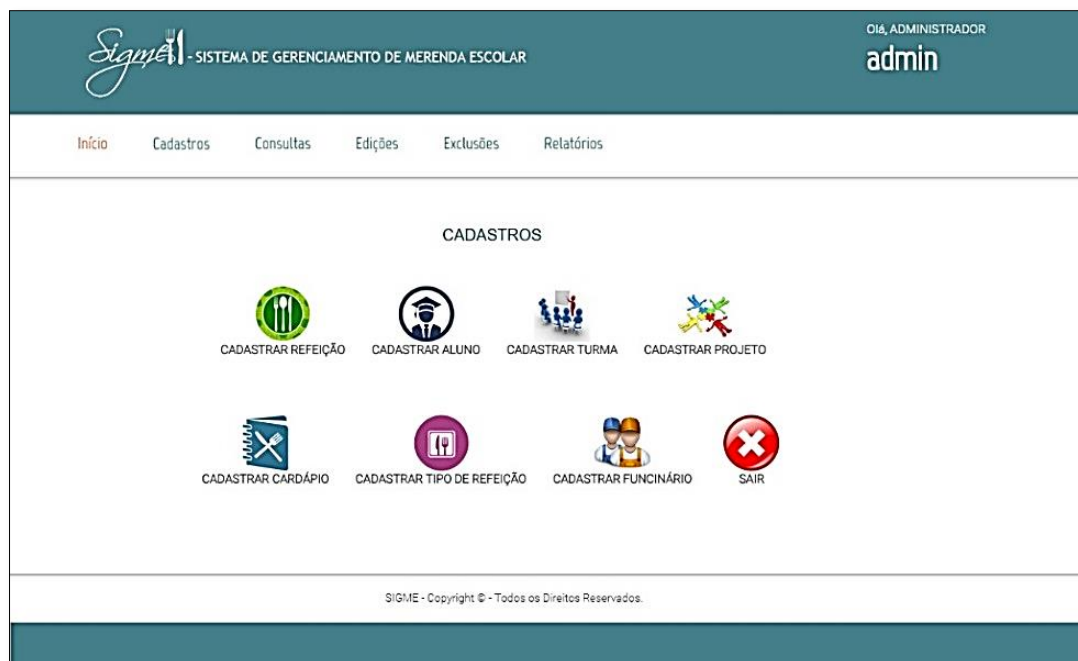 Olá, ADMINISTRADOR
Sigme - SISTEMA DE GERENCIAMENTO DE MERENDA ESCOLAR
admin
Início Cadastros Consultas Edições Exclusões Relatórios
CADASTROS
CADASTRAR REFEIÇÃO CADASTRAR ALUNO CADASTRAR TURMA CADASTRAR PROJETO
CADASTRAR CARDÁPIO CADASTRAR TIPO DE REFEIÇÃO CADASTRAR FUNCINÁRIO SAIR
SIGME - Copyright © - Todos os Direitos Reservados.